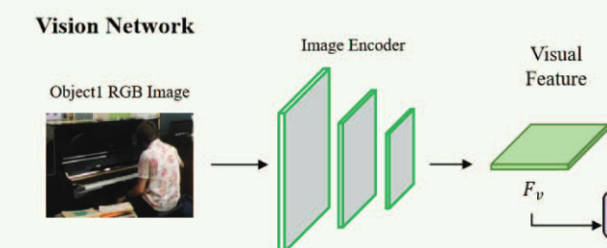 Vision Network
Image Encoder
Visual
Feature
Object1 RGB Image
F_v